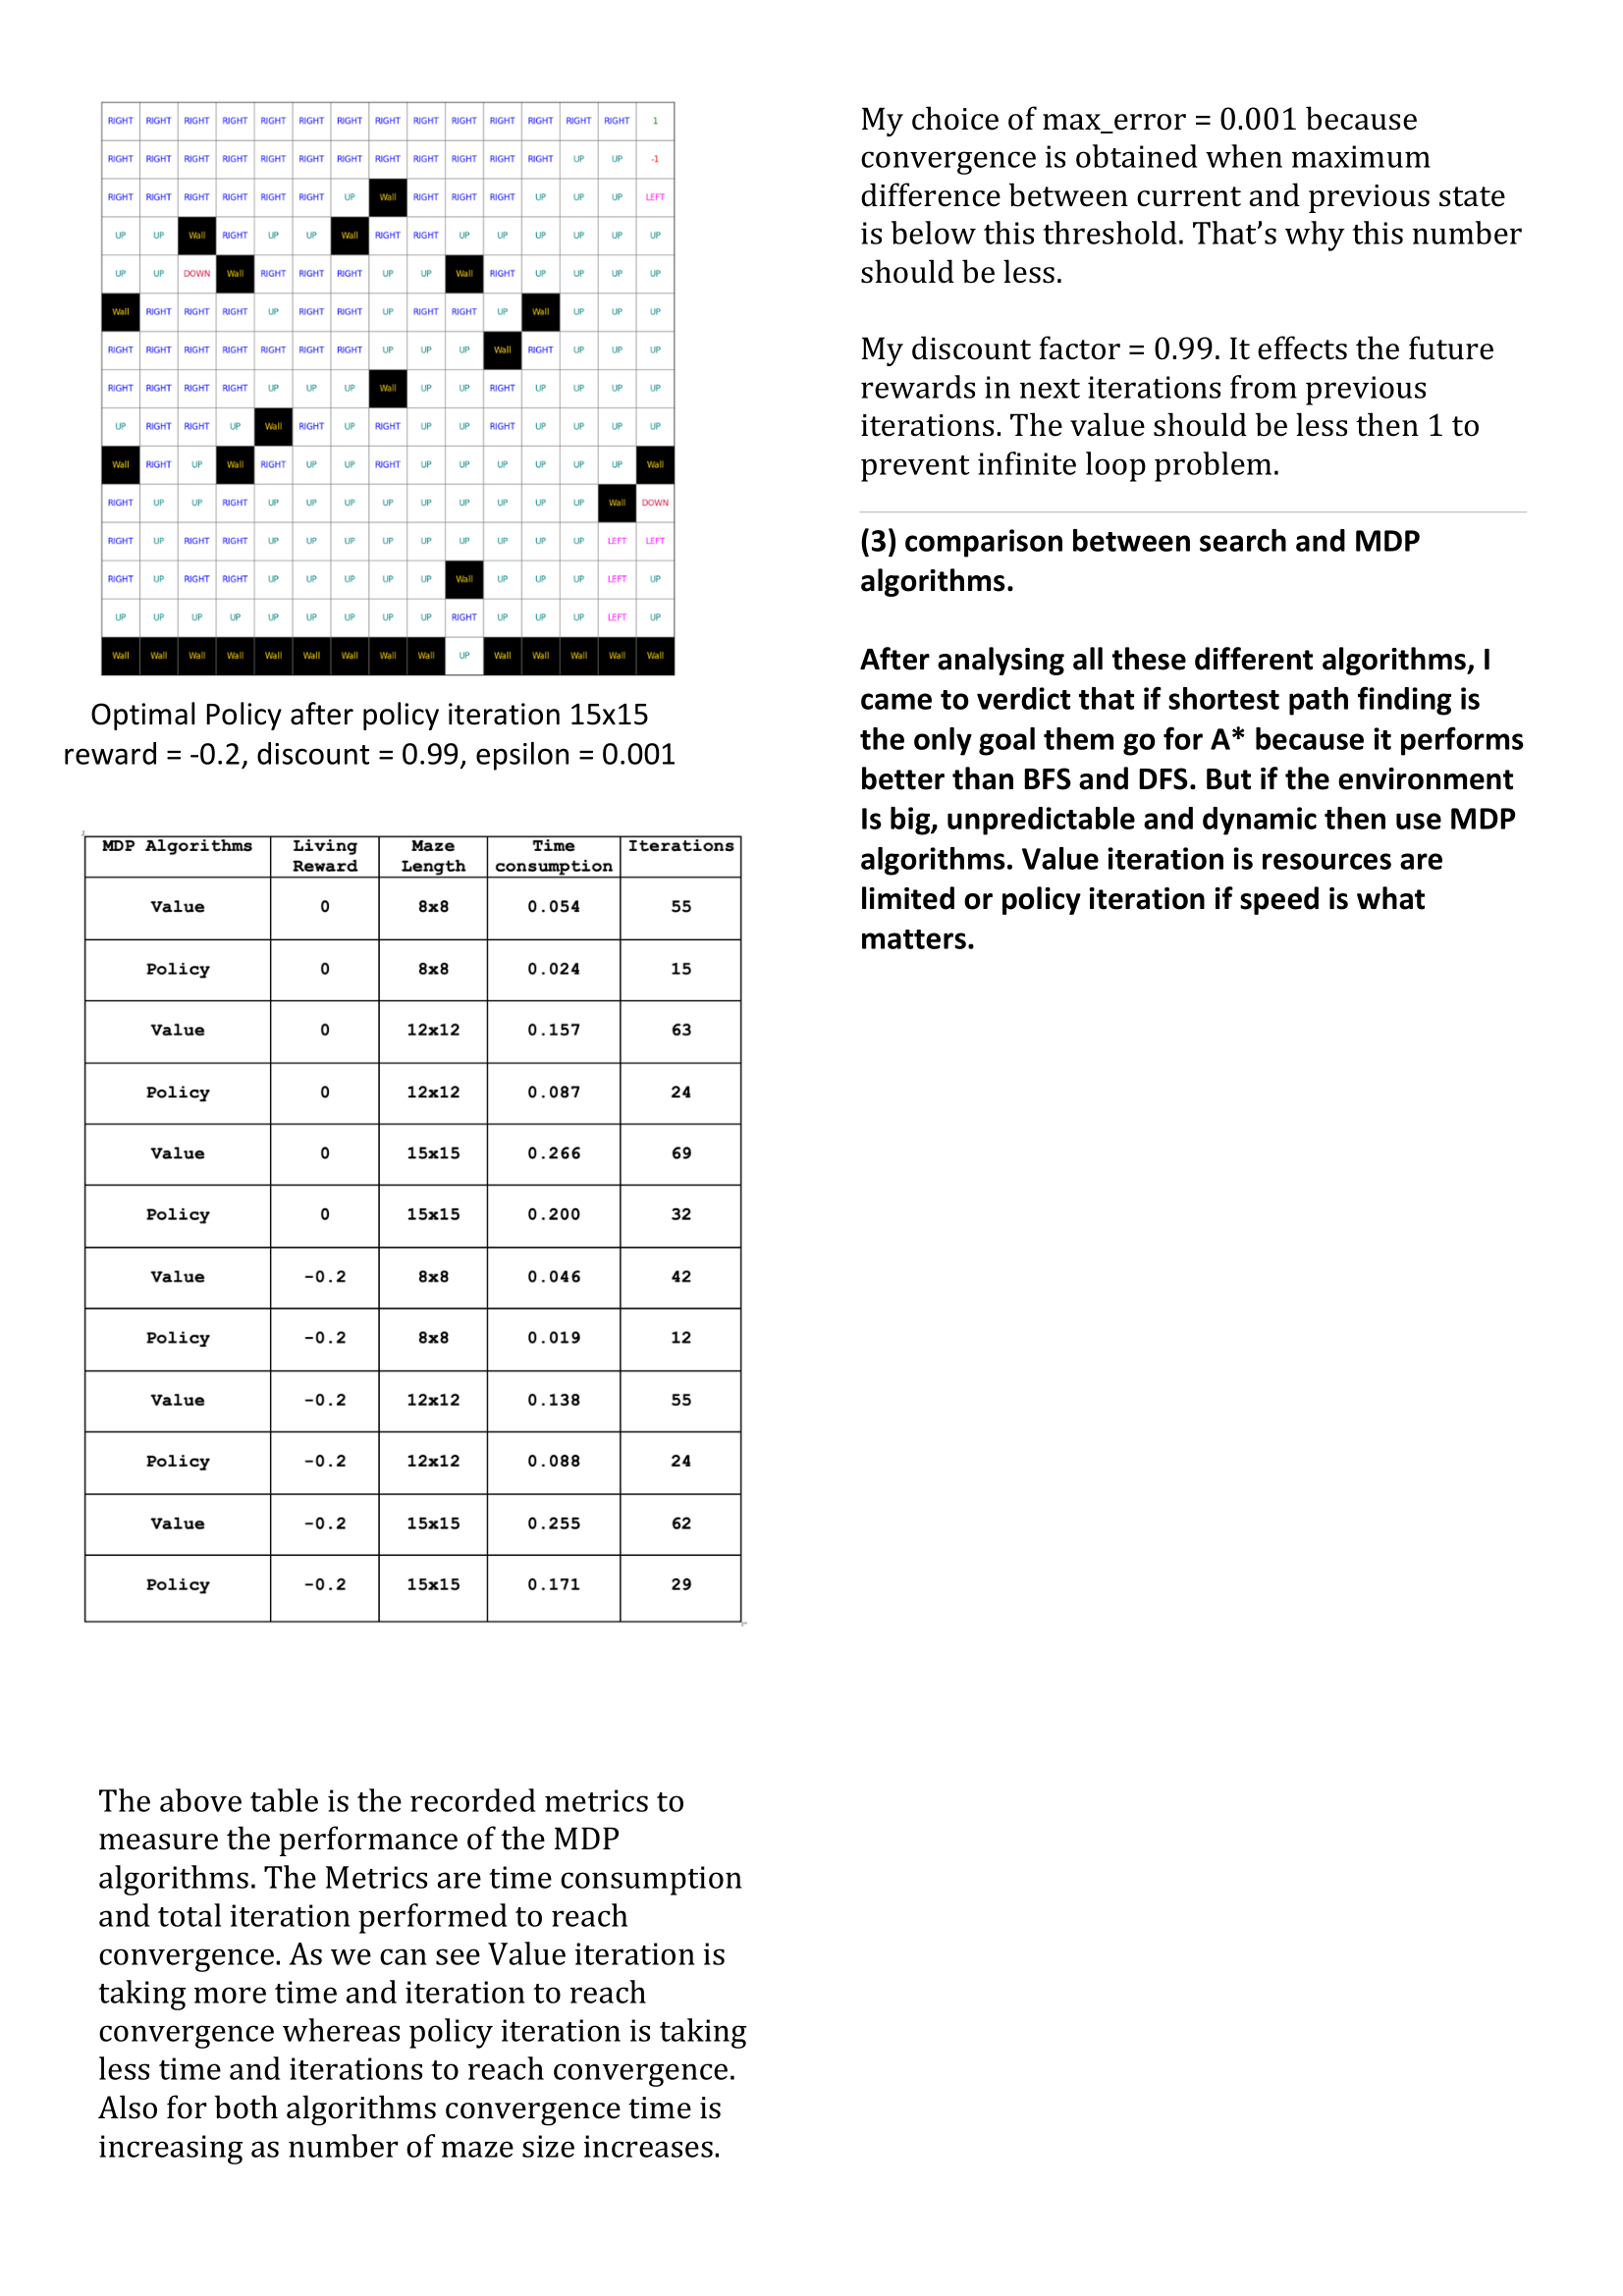 RIGHT RIGHT RIGHT RIGHT RIGHT RIGHT RIGHT RIGHT RIGHT RIGHT RIGHT RIGHT RIGHT RIGHT 1
RIGHT RIGHT RIGHT RIGHT RIGHT RIGHT RIGHT RIGHT RIGHT RIGHT RIGHT RIGHT UP UP -1
RIGHT RIGHT RIGHT RIGHT RIGHT RIGHT UP Wall RIGHT RIGHT RIGHT UP UP UP LEFT
UP UP Wall RIGHT UP UP Wall RIGHT RIGHT UP UP UP UP UP UP
UP UP DOWN Wall RIGHT RIGHT RIGHT UP UP Wall RIGHT UP UP UP UP
Wall RIGHT RIGHT RIGHT UP RIGHT RIGHT UP RIGHT RIGHT UP Wall UP UP UP
RIGHT RIGHT RIGHT RIGHT RIGHT RIGHT RIGHT UP UP UP Wall RIGHT UP UP UP
RIGHT RIGHT RIGHT RIGHT UP UP UP Wall UP UP RIGHT UP UP UP UP
UP RIGHT RIGHT UP Wall RIGHT UP RIGHT UP UP RIGHT UP UP UP UP
Wall RIGHT UP Wall RIGHT UP UP RIGHT UP UP UP UP UP UP Wall
RIGHT UP UP RIGHT UP UP UP UP UP UP UP UP UP Wall DOWN
RIGHT UP RIGHT RIGHT UP UP UP UP UP UP UP UP UP LEFT LEFT
RIGHT UP RIGHT RIGHT UP UP UP UP UP Wall UP UP UP LEFT UP
UP UP UP UP UP UP UP UP UP RIGHT UP UP UP LEFT UP
Wall Wall Wall Wall Wall Wall Wall Wall Wall UP Wall Wall Wall Wall Wall
Optimal Policy after policy iteration 15x15
reward = -0.2, discount = 0.99, epsilon = 0.001
MDP Algorithms Living Reward Maze Length Time consumption Iterations
Value 0 8x8 0.054 55
Policy 0 8x8 0.024 15
Value 0 12x12 0.157 63
Policy 0 12x12 0.087 24
Value 0 15x15 0.266 69
Policy 0 15x15 0.200 32
Value -0.2 8x8 0.046 42
Policy -0.2 8x8 0.019 12
Value -0.2 12x12 0.138 55
Policy -0.2 12x12 0.088 24
Value -0.2 15x15 0.255 62
Policy -0.2 15x15 0.171 29
The above table is the recorded metrics to
measure the performance of the MDP
algorithms. The Metrics are time consumption
and total iteration performed to reach
convergence. As we can see Value iteration is
taking more time and iteration to reach
convergence whereas policy iteration is taking
less time and iterations to reach convergence.
Also for both algorithms convergence time is
increasing as number of maze size increases.
My choice of max_error = 0.001 because
convergence is obtained when maximum
difference between current and previous state
is below this threshold. That’s why this number
should be less.
My discount factor = 0.99. It effects the future
rewards in next iterations from previous
iterations. The value should be less then 1 to
prevent infinite loop problem.
(3) comparison between search and MDP
algorithms.
After analysing all these different algorithms, I
came to verdict that if shortest path finding is
the only goal them go for A* because it performs
better than BFS and DFS. But if the environment
Is big, unpredictable and dynamic then use MDP
algorithms. Value iteration is resources are
limited or policy iteration if speed is what
matters.